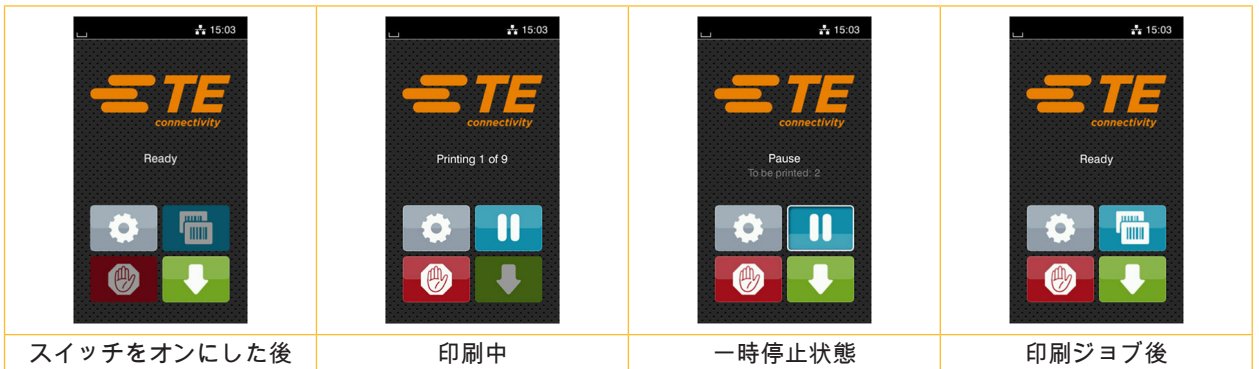 15:03
TE
connectivity
Ready
スイッチをオンにした後
15:03
TE
connectivity
Printing 1 of 9
印刷中
15:03
TE
connectivity
Pause
To be printed: 2
一時停止状態
15:03
TE
connectivity
Ready
印刷ジョブ後